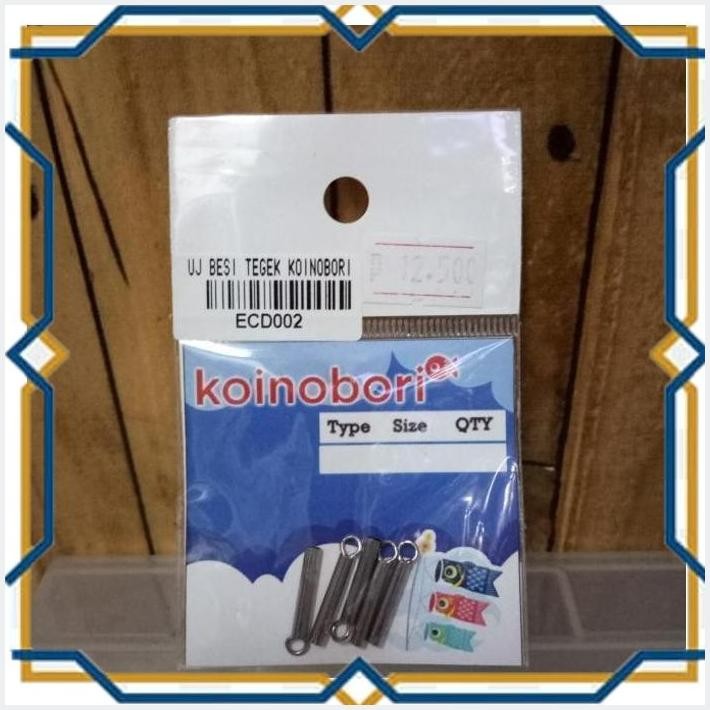 UJ BESI TEGEK KOINOBORI
ECD002
12.500
koinobori
Type Size QTY